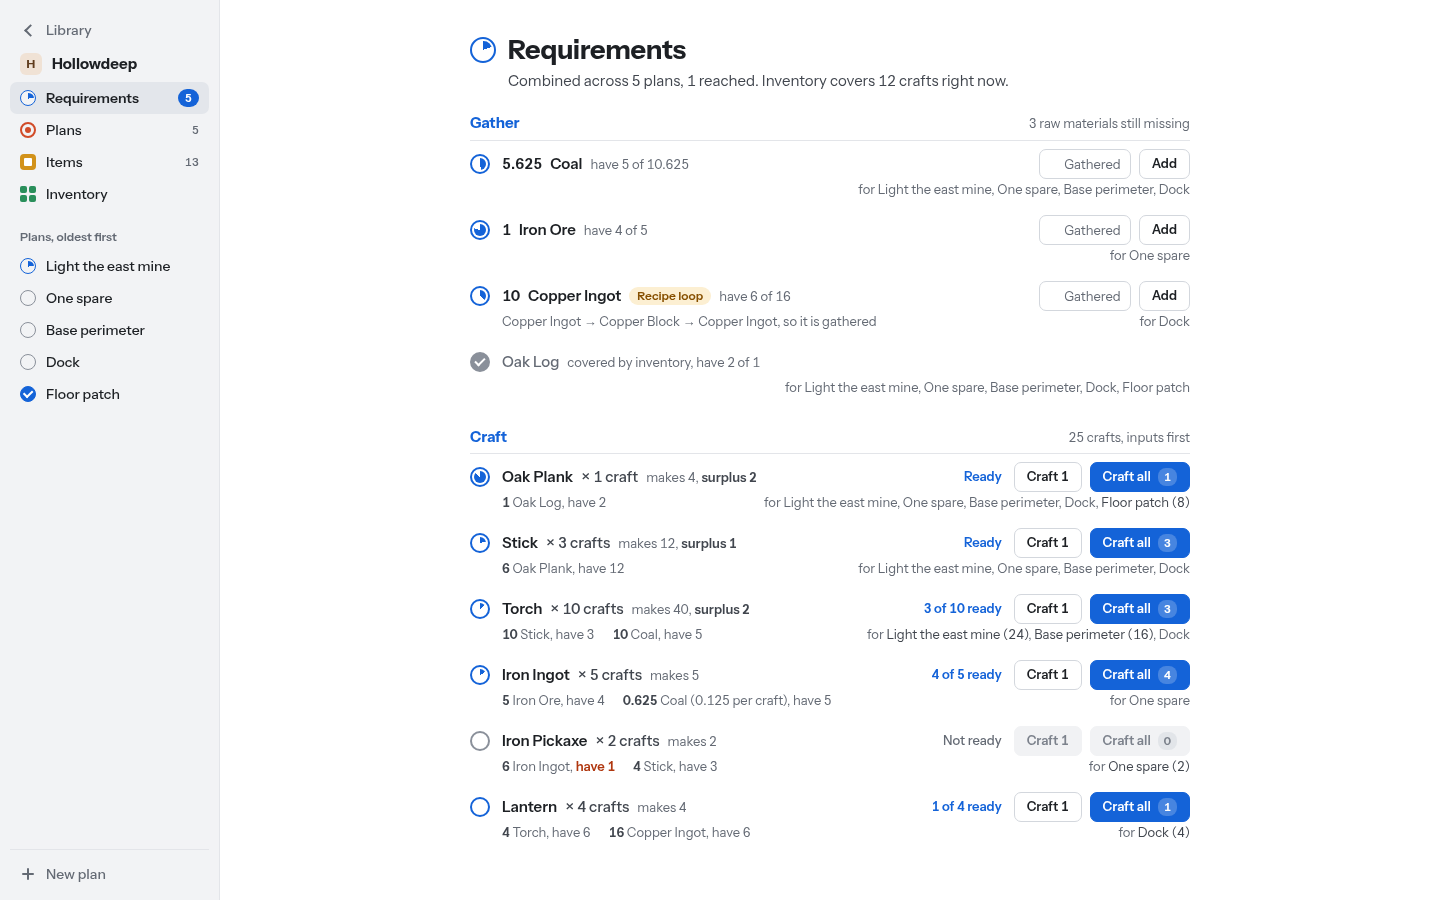 Library
H Hollowdeep
Requirements 5
Plans 5
Items 13
Inventory
Plans, oldest first
Light the east mine
One spare
Base perimeter
Dock
Floor patch
New plan
Requirements
Combined across 5 plans, 1 reached. Inventory covers 12 crafts right now.
Gather 3 raw materials still missing
5.625 Coal have 5 of 10.625 Gathered Add
for Light the east mine, One spare, Base perimeter, Dock
1 Iron Ore have 4 of 5 Gathered Add
for One spare
10 Copper Ingot Recipe loop have 6 of 16 Gathered Add
Copper Ingot → Copper Block → Copper Ingot, so it is gathered for Dock
Oak Log covered by inventory, have 2 of 1
for Light the east mine, One spare, Base perimeter, Dock, Floor patch
Craft 25 crafts, inputs first
Oak Plank × 1 craft makes 4, surplus 2 Ready Craft 1 Craft all 1
1 Oak Log, have 2 for Light the east mine, One spare, Base perimeter, Dock, Floor patch (8)
Stick × 3 crafts makes 12, surplus 1 Ready Craft 1 Craft all 3
6 Oak Plank, have 12 for Light the east mine, One spare, Base perimeter, Dock
Torch × 10 crafts makes 40, surplus 2 3 of 10 ready Craft 1 Craft all 3
10 Stick, have 3 10 Coal, have 5 for Light the east mine (24), Base perimeter (16), Dock
Iron Ingot × 5 crafts makes 5 4 of 5 ready Craft 1 Craft all 4
5 Iron Ore, have 4 0.625 Coal (0.125 per craft), have 5 for One spare
Iron Pickaxe × 2 crafts makes 2 Not ready Craft 1 Craft all 0
6 Iron Ingot, have 1 4 Stick, have 3 for One spare (2)
Lantern × 4 crafts makes 4 1 of 4 ready Craft 1 Craft all 1
4 Torch, have 6 16 Copper Ingot, have 6 for Dock (4)